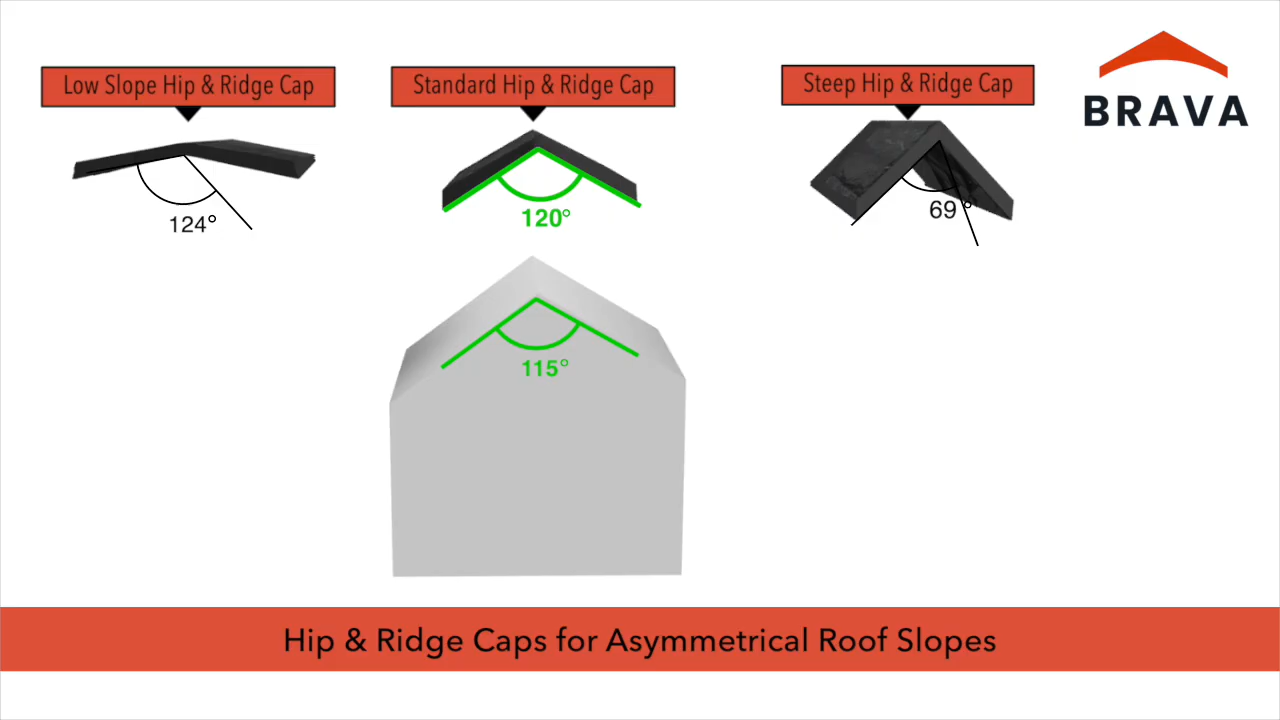 Low Slope Hip & Ridge Cap
Standard Hip & Ridge Cap
Steep Hip & Ridge Cap
BRAVA
124°
120°
69 °
115°
Hip & Ridge Caps for Asymmetrical Roof Slopes